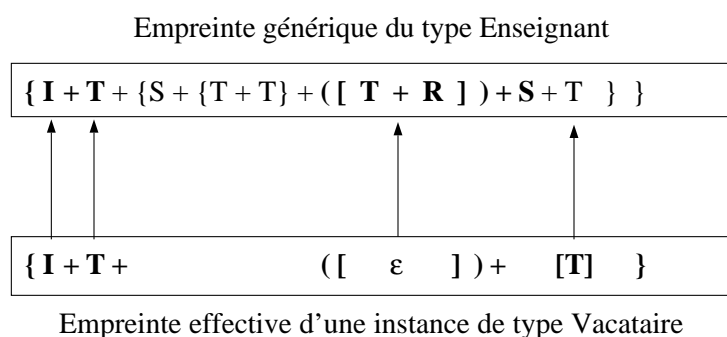 Empreinte générique du type Enseignant
{ I + T + {S + {T + T} + ( [ T + R ] ) + S + T } }
{ I + T + ( [ ε ] ) + [T] }
Empreinte effective d'une instance de type Vacataire